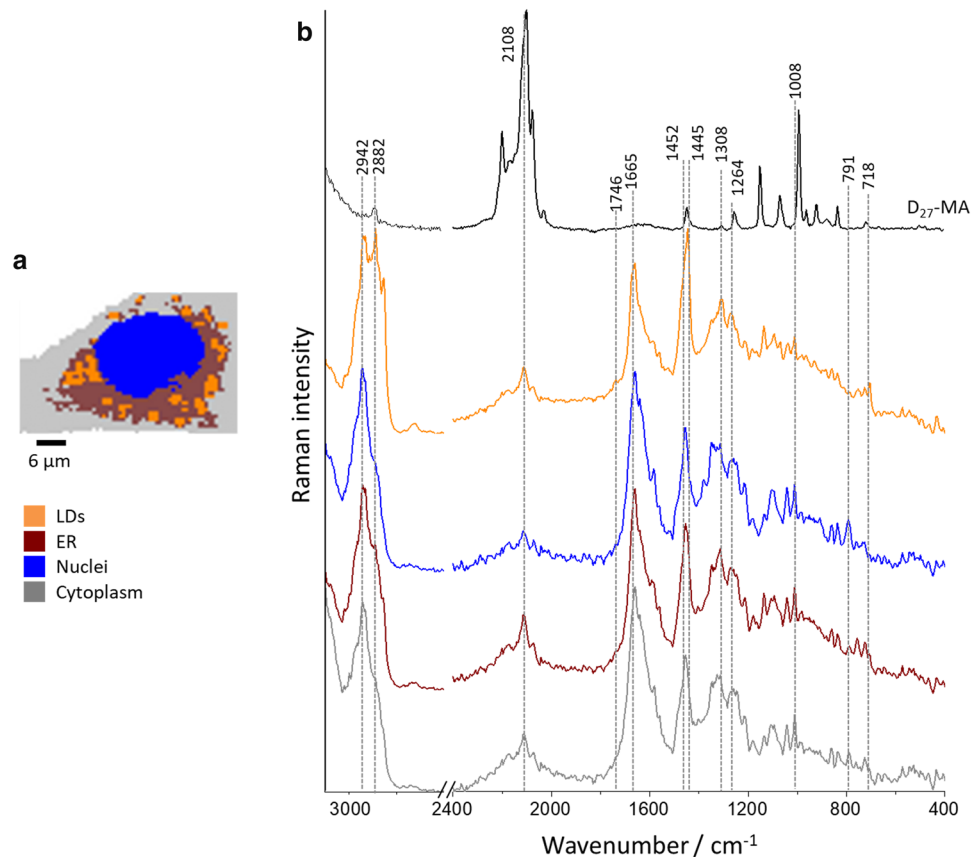 a
6 µm
LDs
ER
Nuclei
Cytoplasm
b
2942
2882
2108
1746
1665
1452
1445
1308
1264
1008
791
718
D27-MA
Raman intensity
3000 24 2400 2000 1600 1200 800 400
Wavenumber / cm-1